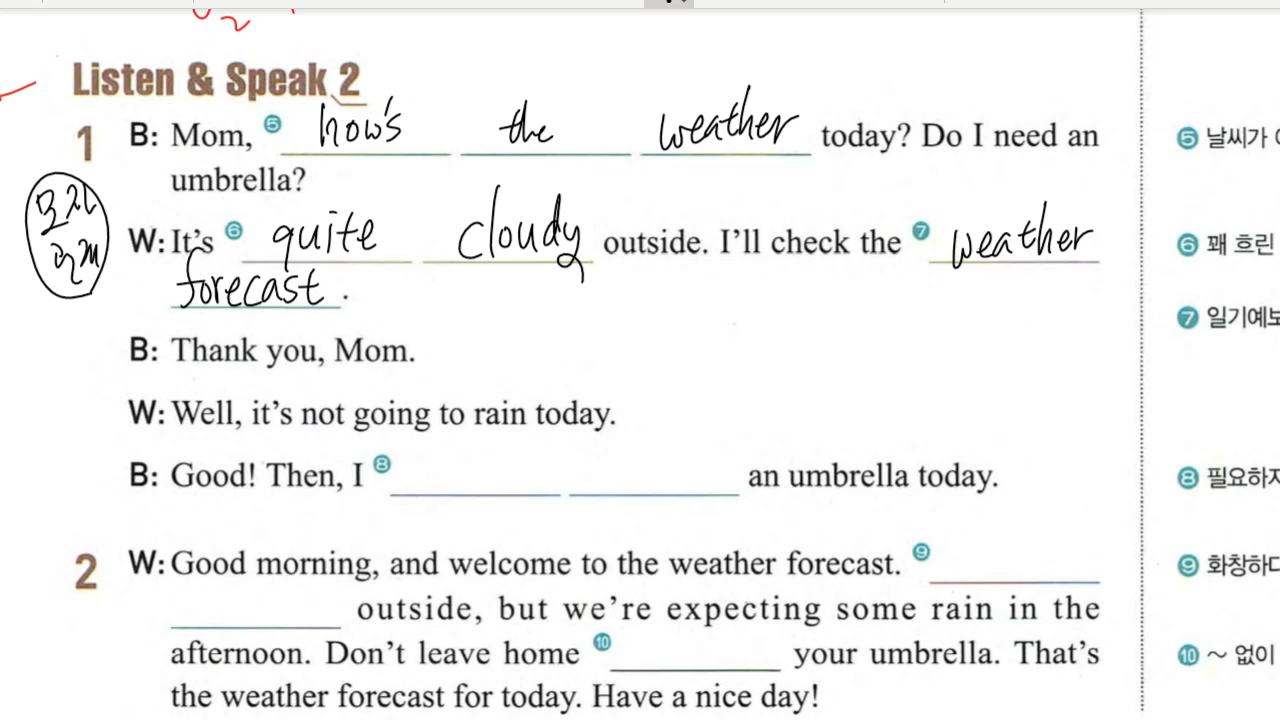 Listen & Speak 2
1 B: Mom, ⑤ how's the weather today? Do I need an
umbrella?
W: It's ⑥ quite cloudy outside. I'll check the ⑦ weather
forecast.
B: Thank you, Mom.
W: Well, it's not going to rain today.
B: Good! Then, I ⑧ an umbrella today.
2 W: Good morning, and welcome to the weather forecast. ⑨
outside, but we're expecting some rain in the
afternoon. Don't leave home ⑩ your umbrella. That's
the weather forecast for today. Have a nice day!
⑤ 날씨가
⑥ 꽤 흐린
⑦ 일기예보
⑧ 필요하지
⑨ 화창하다
⑩ ~ 없이